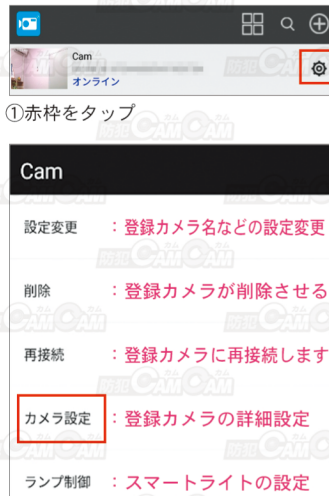 Cam
オンライン
①赤枠をタップ
Cam
設定変更 ：登録カメラ名などの設定変更
削除 ：登録カメラが削除させる
再接続 ：登録カメラに再接続します
カメラ設定 ：登録カメラの詳細設定
ランプ制御 ：スマートライトの設定